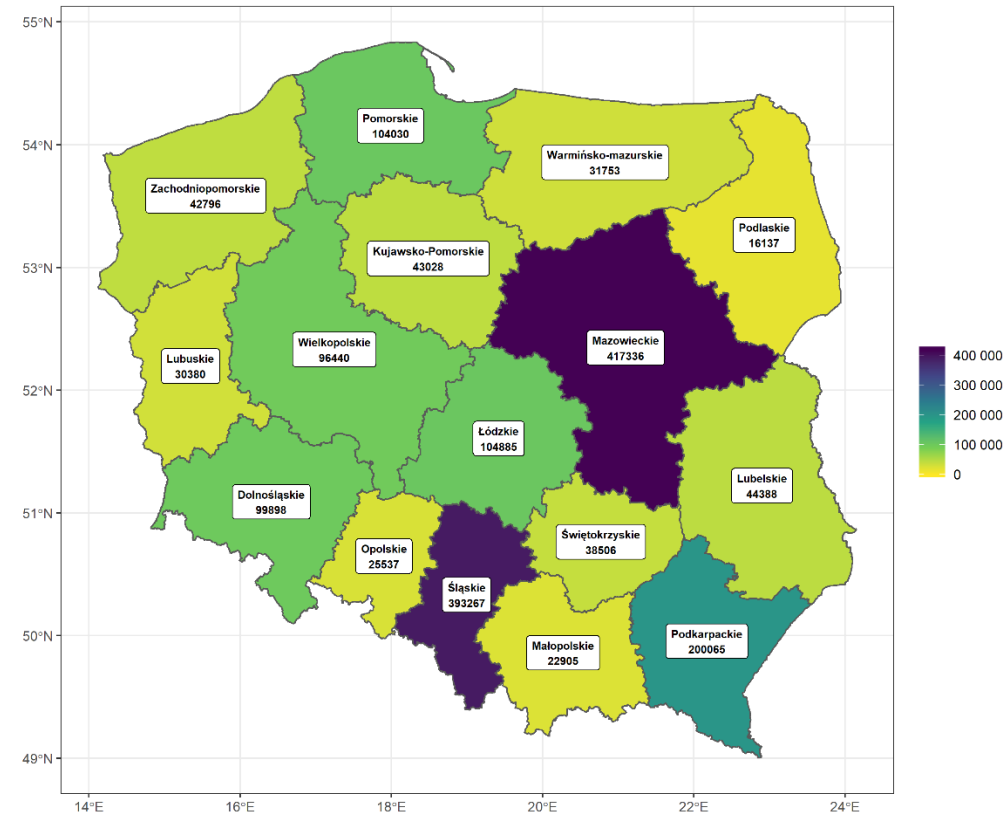 55°N
54°N
53°N
52°N
51°N
50°N
49°N
Pomorskie
104030
Warmińsko-mazurskie
31753
Zachodniopomorskie
42796
Podlaskie
16137
Kujawsko-Pomorskie
43028
Wielkopolskie
96440
Mazowieckie
417336
Lubuskie
30380
Łódzkie
104885
Lubelskie
44388
Dolnośląskie
99898
Świętokrzyskie
38506
Opolskie
25537
Śląskie
393267
Podkarpackie
200065
Małopolskie
22905
400 000
300 000
200 000
100 000
0
14°E
16°E
18°E
20°E
22°E
24°E